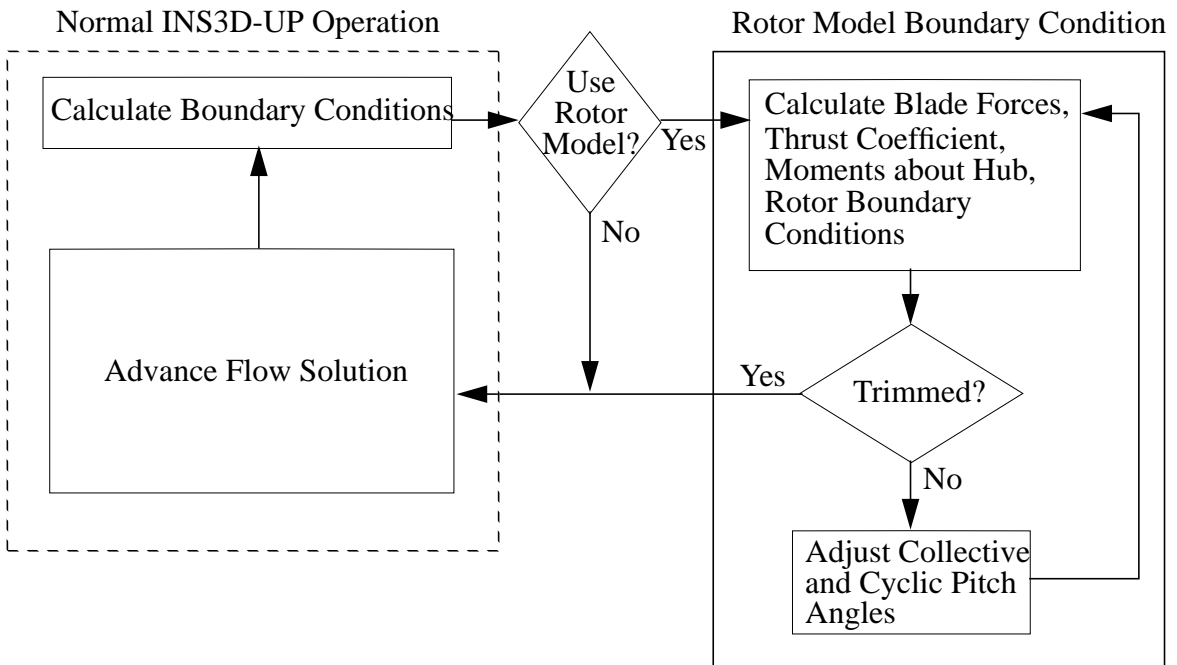 Normal INS3D-UP Operation
Calculate Boundary Conditions
Advance Flow Solution
Use
Rotor
Model?
Yes
No
Rotor Model Boundary Condition
Calculate Blade Forces,
Thrust Coefficient,
Moments about Hub,
Rotor Boundary
Conditions
Trimmed?
Yes
No
Adjust Collective
and Cyclic Pitch
Angles